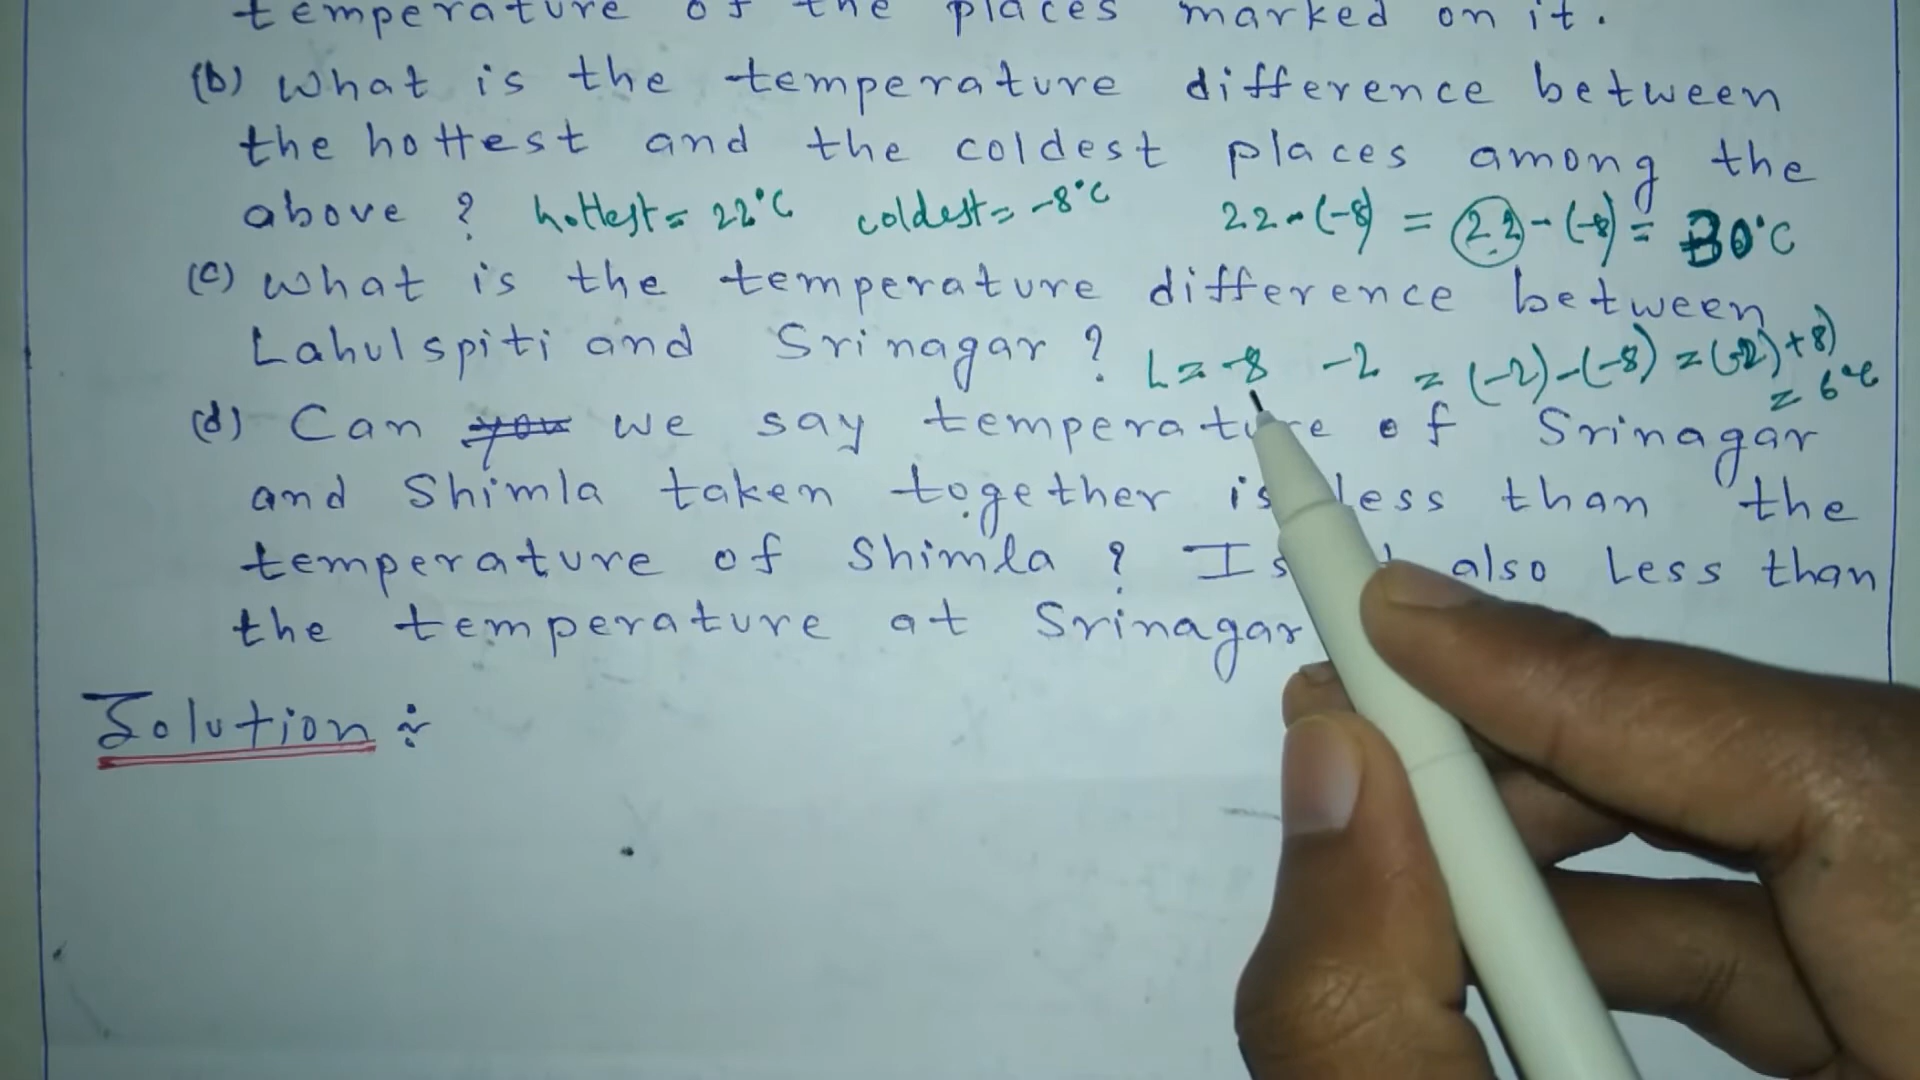 temperature of the places marked on it.
(b) What is the temperature difference between
the hottest and the coldest places among the
above ? hottest = 22°C coldest = -8°C 22 - (-8) = 22 - (-8) = 30°C
(c) What is the temperature difference between
Lahulspiti and Srinagar ? L = -8 -2 = (-2) - (-8) = (-2) + 8)
= 6°C
(d) Can you we say temperature of Srinagar
and Shimla taken together is less than the
temperature of Shimla ? Is also less than
the temperature at Srinagar
Solution :